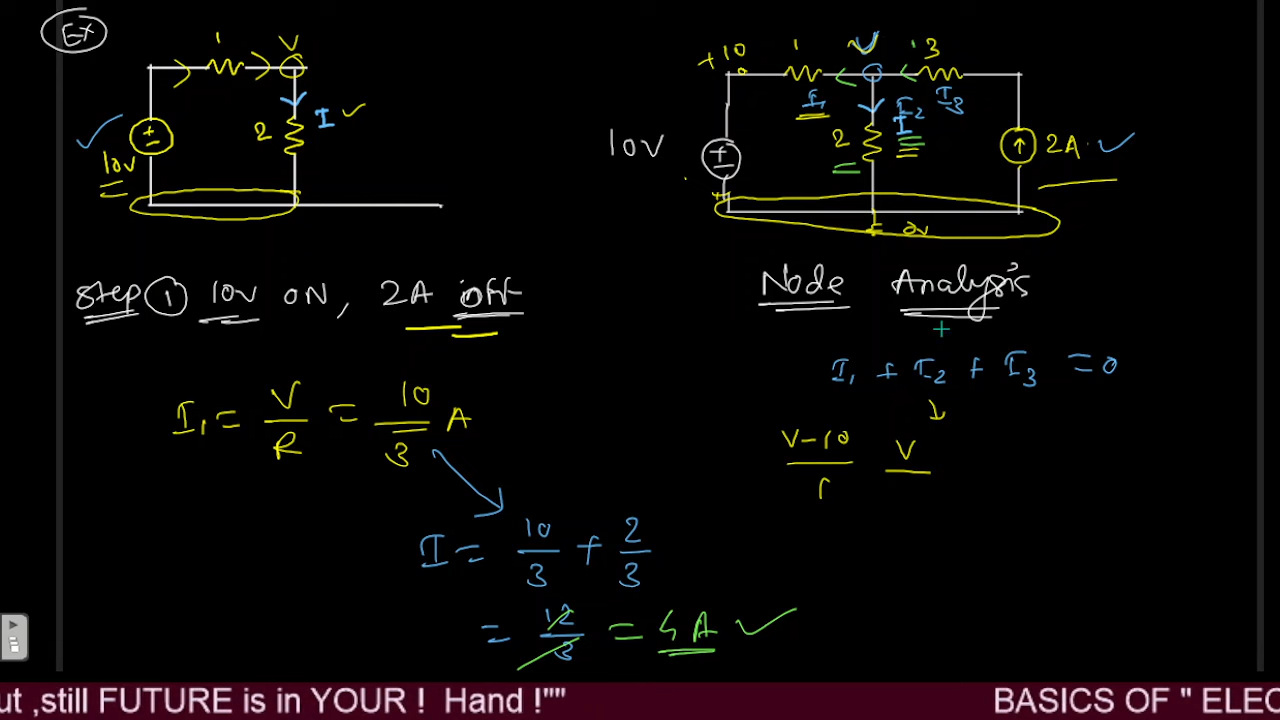 Ex
1 V
2 I
10V
+10 1 V 3
I1 I2 I3
10V
2 I
2A
0V
Step 1 10V ON, 2A off
I1 = V/R = 10/3 A
I = 10/3 + 2/3
= 12/3 = 4A
Node Analysis
I1 + I2 + I3 = 0
V-10/1 V
ut ,still FUTURE is in YOUR ! Hand !"" BASICS OF " ELEC